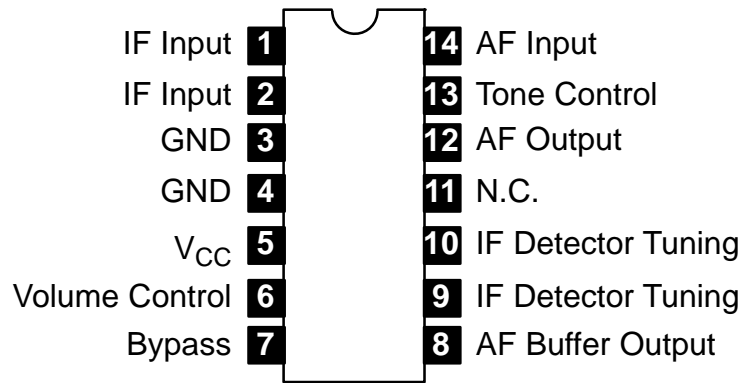 IF Input 1 14 AF Input
IF Input 2 13 Tone Control
GND 3 12 AF Output
GND 4 11 N.C.
VCC 5 10 IF Detector Tuning
Volume Control 6 9 IF Detector Tuning
Bypass 7 8 AF Buffer Output